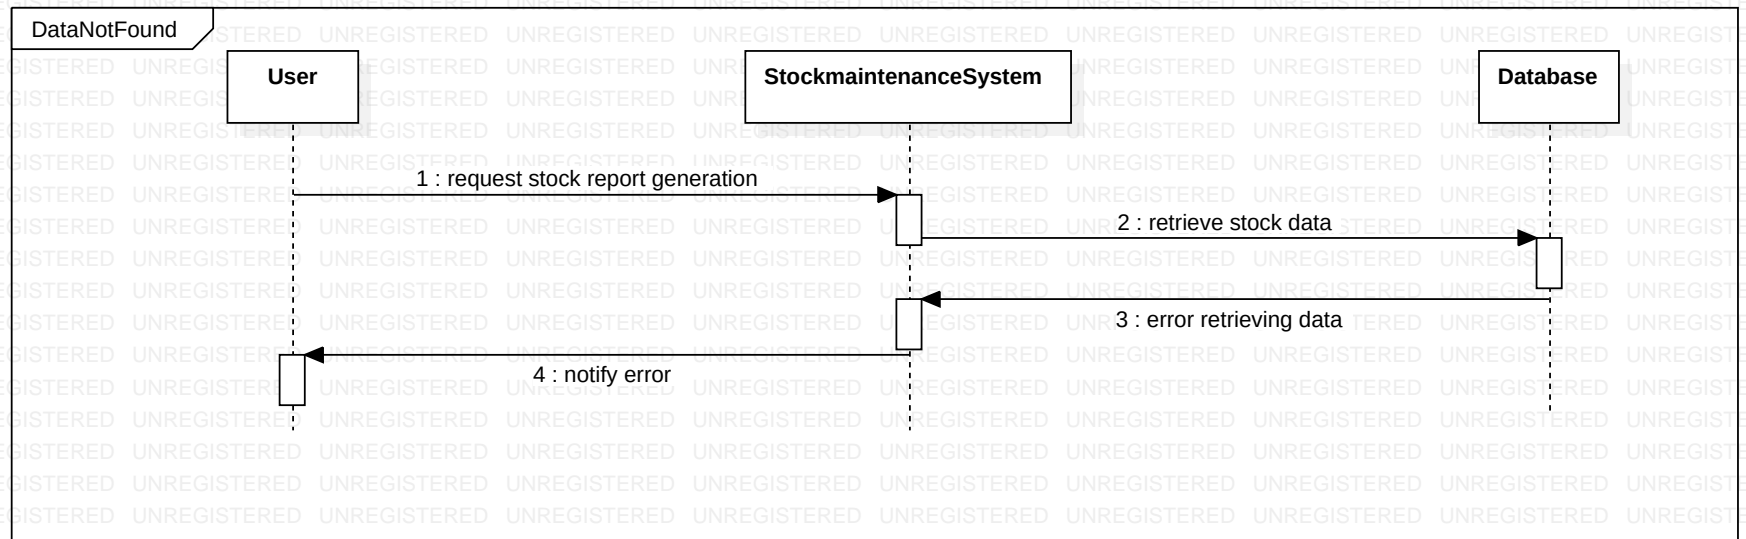 DataNotFound
User
StockmaintenanceSystem
Database
1 : request stock report generation
2 : retrieve stock data
3 : error retrieving data
4 : notify error
UNREGISTERED